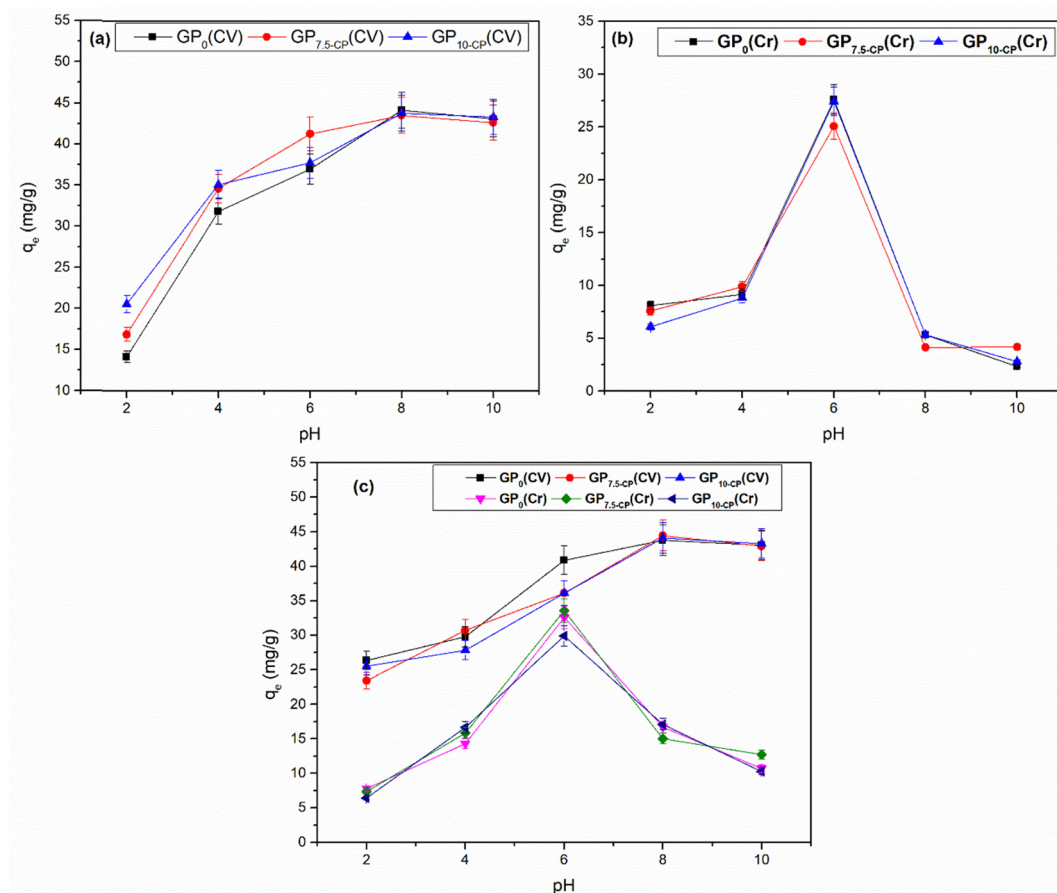 (a) GP0(CV) GP7.5-CP(CV) GP10-CP(CV)
55
50
45
40
35
30
25
20
15
10
qe (mg/g)
2 4 6 8 10
pH
(b) GP0(Cr) GP7.5-CP(Cr) GP10-CP(Cr)
35
30
25
20
15
10
5
0
qe (mg/g)
2 4 6 8 10
pH
(c) GP0(CV) GP7.5-CP(CV) GP10-CP(CV)
GP0(Cr) GP7.5-CP(Cr) GP10-CP(Cr)
55
50
45
40
35
30
25
20
15
10
5
0
qe (mg/g)
2 4 6 8 10
pH